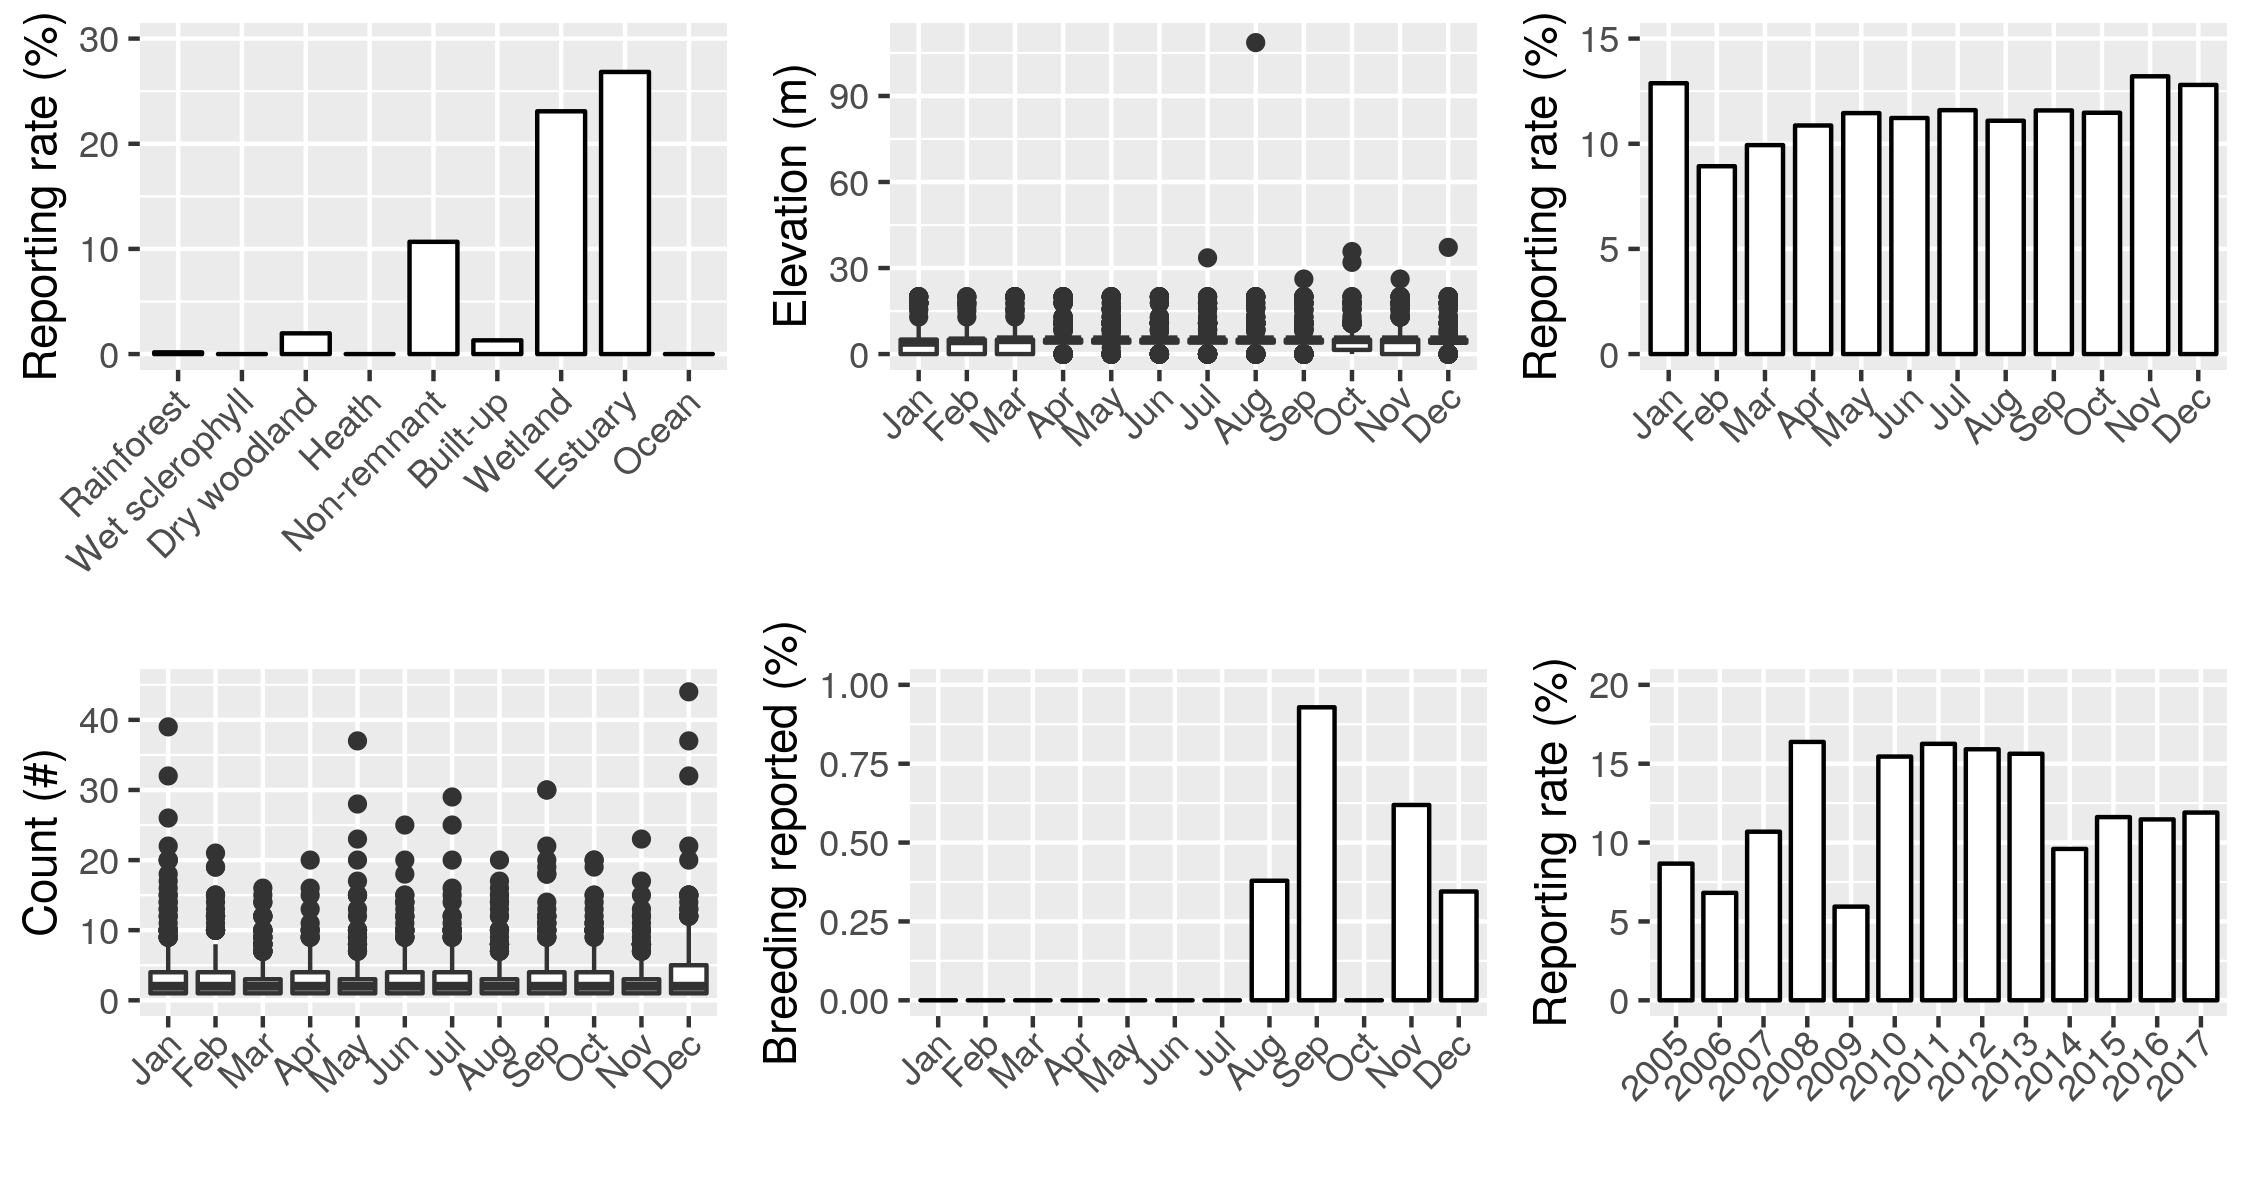 Reporting rate (%)
30
20
10
0
Rainforest
Wet sclerophyll
Dry woodland
Heath
Non-remnant
Built-up
Wetland
Estuary
Ocean
Elevation (m)
90
60
30
0
Jan
Feb
Mar
Apr
May
Jun
Jul
Aug
Sep
Oct
Nov
Dec
Reporting rate (%)
15
10
5
0
Jan
Feb
Mar
Apr
May
Jun
Jul
Aug
Sep
Oct
Nov
Dec
Count (#)
40
30
20
10
0
Jan
Feb
Mar
Apr
May
Jun
Jul
Aug
Sep
Oct
Nov
Dec
Breeding reported (%)
1.00
0.75
0.50
0.25
0.00
Jan
Feb
Mar
Apr
May
Jun
Jul
Aug
Sep
Oct
Nov
Dec
Reporting rate (%)
20
15
10
5
0
2005
2006
2007
2008
2009
2010
2011
2012
2013
2014
2015
2016
2017